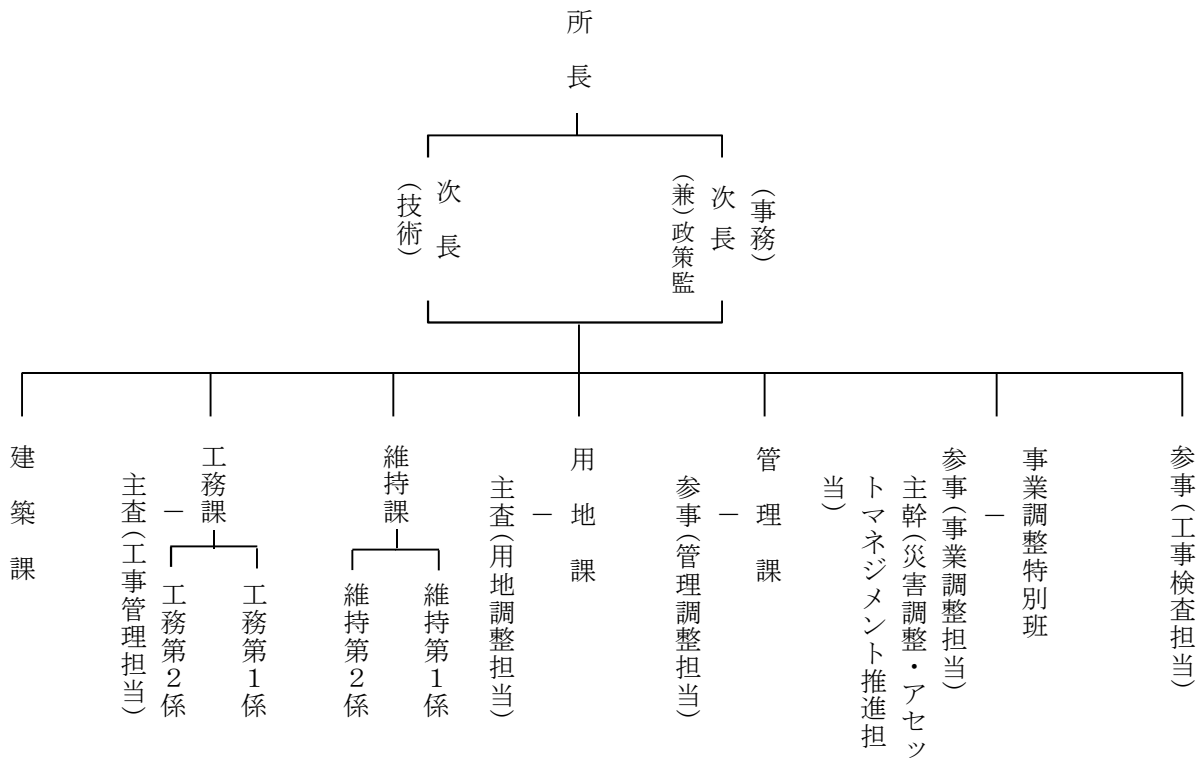 所長
（事務）
次長
（兼）政策監
次長
（技術）
参事（工事検査担当）
事業調整特別班
－
参事（事業調整担当）
主幹（災害調整・アセッ
トマネジメント推進担
当）
管理課
－
参事（管理調整担当）
用地課
－
主査（用地調整担当）
維持課
維持第1係
維持第2係
工務課
－
工務第1係
工務第2係
主査（工事管理担当）
建築課